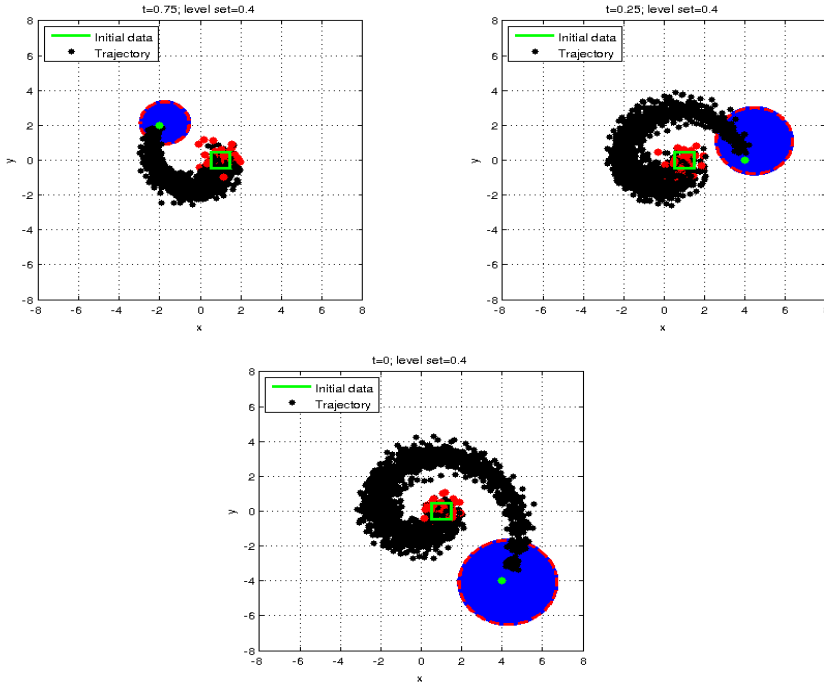 t=0.75; level set=0.4
Initial data
Trajectory
8
6
4
2
0
-2
-4
-6
-8
y
-8 -6 -4 -2 0 2 4 6 8
x
t=0.25; level set=0.4
Initial data
Trajectory
8
6
4
2
0
-2
-4
-6
-8
y
-8 -6 -4 -2 0 2 4 6 8
x
t=0; level set=0.4
Initial data
Trajectory
8
6
4
2
0
-2
-4
-6
-8
y
-8 -6 -4 -2 0 2 4 6 8
x